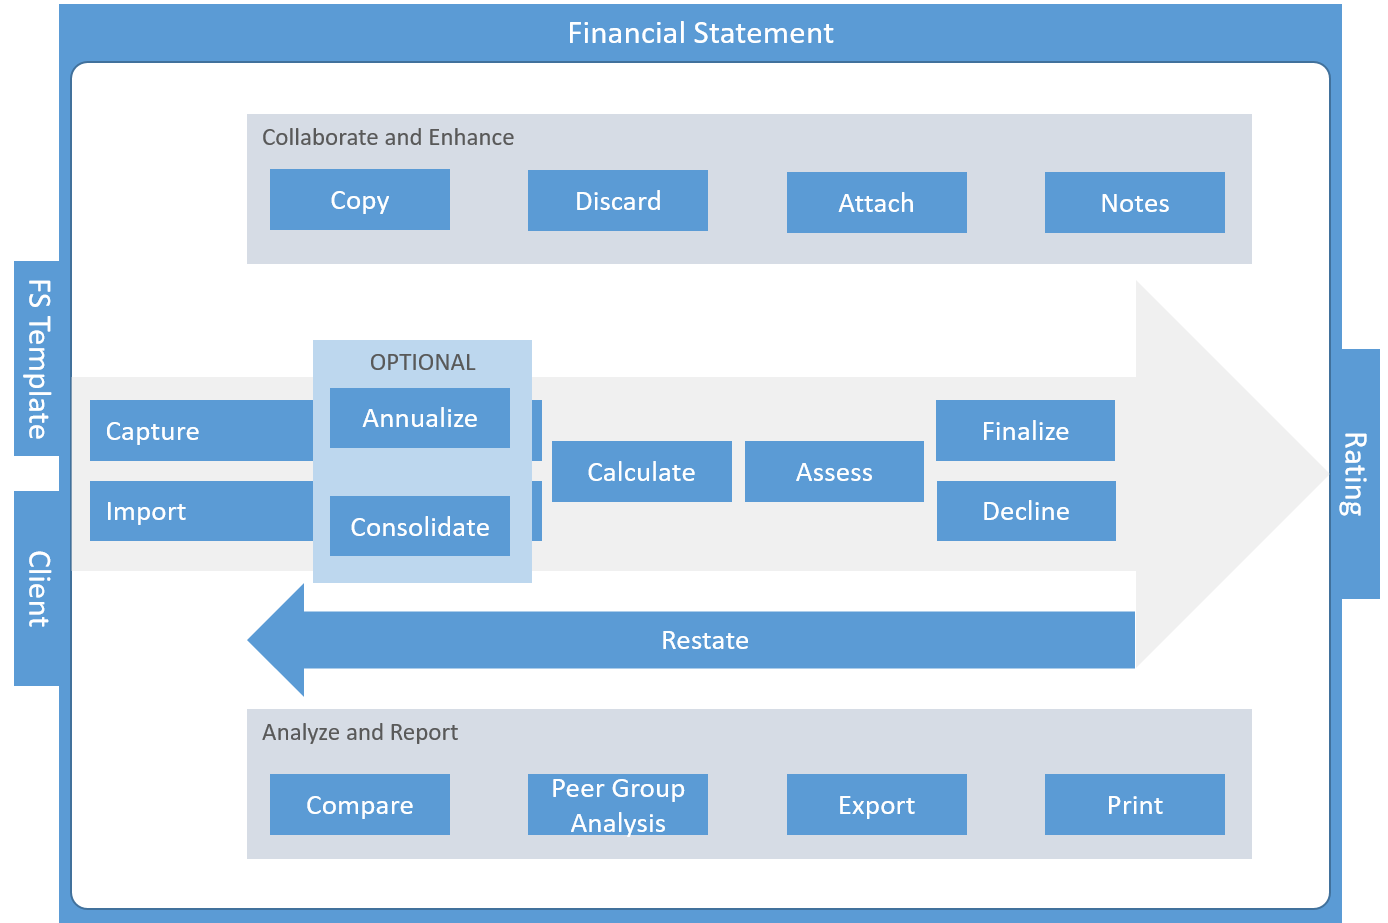 Financial Statement
Collaborate and Enhance
Copy
Discard
Attach
Notes
FS Template
Client
OPTIONAL
Capture
Annualize
Import
Consolidate
Calculate
Assess
Finalize
Decline
Rating
Restate
Analyze and Report
Compare
Peer Group
Analysis
Export
Print